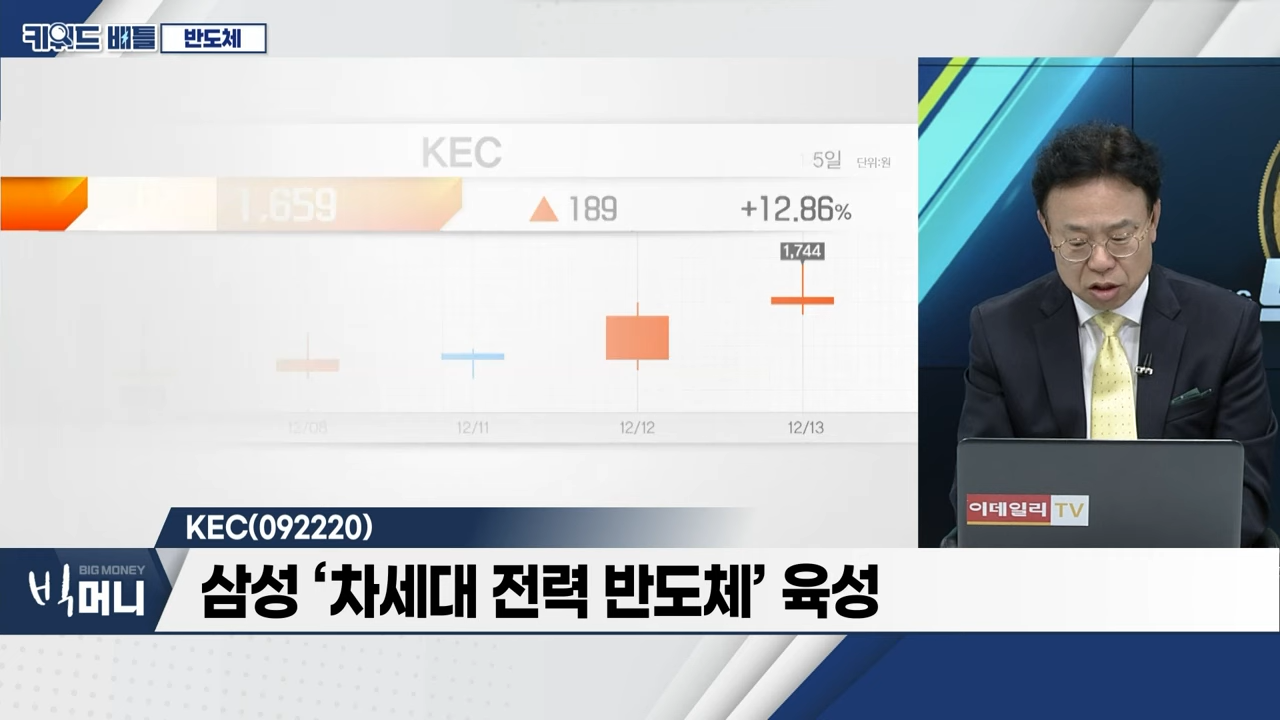 키워드 배틀 반도체
KEC
5일 단위:원
1,659 ▲ 189 +12.86%
1,744
12/08 12/11 12/12 12/13
이데일리 TV
KEC(092220)
BIG MONEY
빅머니
삼성 ‘차세대 전력 반도체’ 육성